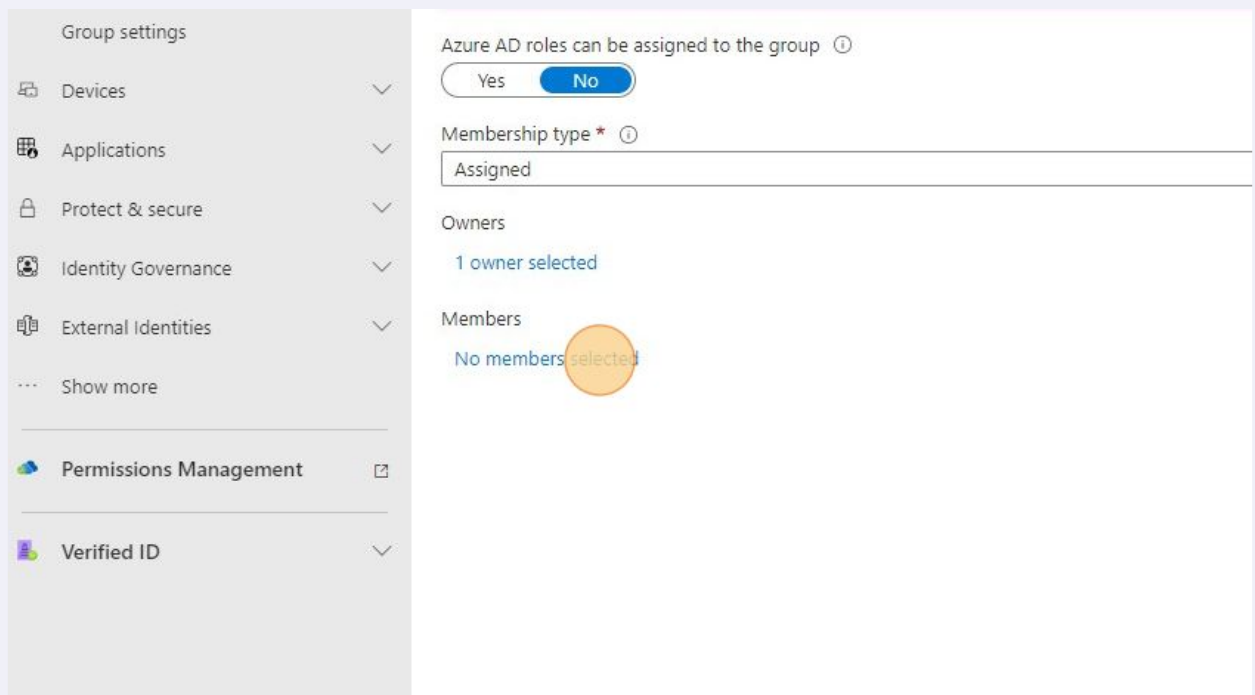 Group settings
Devices
Applications
Protect & secure
Identity Governance
External Identities
Show more
Permissions Management
Verified ID
Azure AD roles can be assigned to the group
Yes No
Membership type *
Assigned
Owners
1 owner selected
Members
No members selected